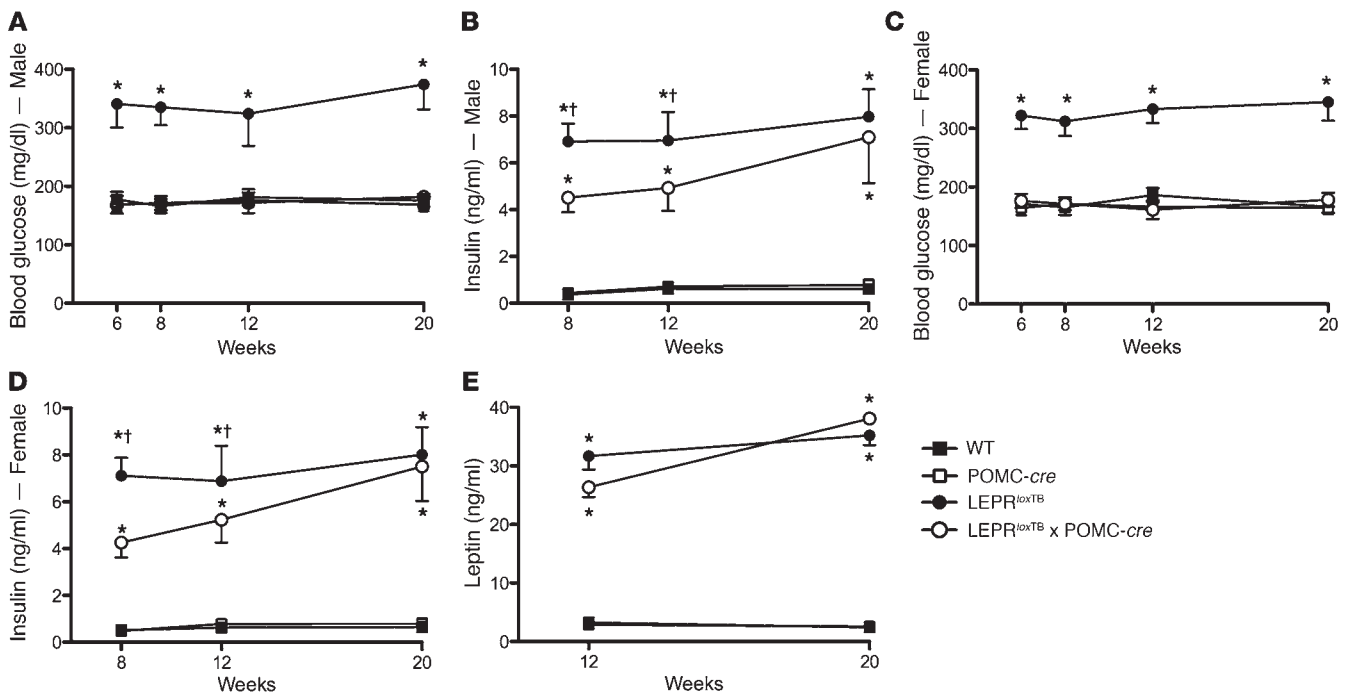 A
Blood glucose (mg/dl) — Male
400
300
200
100
0
* * * *
6 8 12 20
Weeks
B
Insulin (ng/ml) — Male
10
8
6
4
2
0
*† *† *
* * *
8 12 20
Weeks
C
Blood glucose (mg/dl) — Female
400
300
200
100
0
* * * *
6 8 12 20
Weeks
D
Insulin (ng/ml) — Female
10
8
6
4
2
0
*† *† *
* * *
8 12 20
Weeks
E
Leptin (ng/ml)
40
30
20
10
0
* *
* *
12 20
Weeks
WT
POMC-cre
LEPRloxTB
LEPRloxTB x POMC-cre